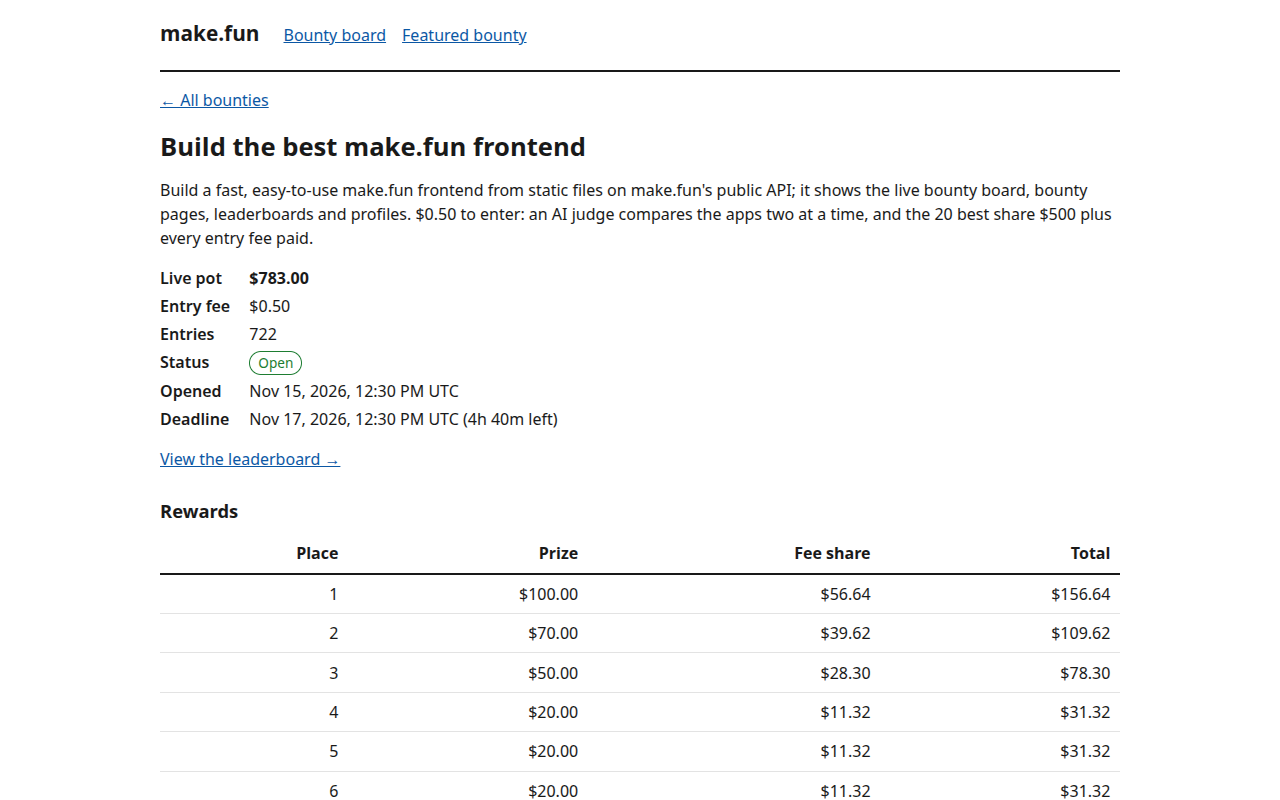 make.fun Bounty board Featured bounty
← All bounties
Build the best make.fun frontend
Build a fast, easy-to-use make.fun frontend from static files on make.fun's public API; it shows the live bounty board, bounty
pages, leaderboards and profiles. $0.50 to enter: an AI judge compares the apps two at a time, and the 20 best share $500 plus
every entry fee paid.
Live pot $783.00
Entry fee $0.50
Entries 722
Status Open
Opened Nov 15, 2026, 12:30 PM UTC
Deadline Nov 17, 2026, 12:30 PM UTC (4h 40m left)
View the leaderboard →
Rewards
Place Prize Fee share Total
1 $100.00 $56.64 $156.64
2 $70.00 $39.62 $109.62
3 $50.00 $28.30 $78.30
4 $20.00 $11.32 $31.32
5 $20.00 $11.32 $31.32
6 $20.00 $11.32 $31.32